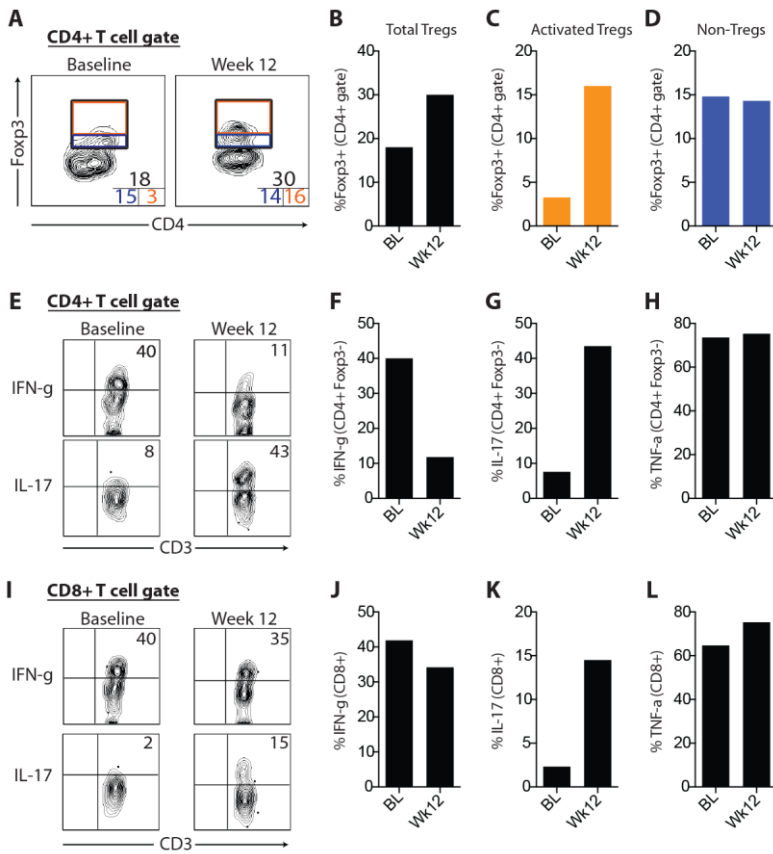 A
CD4+ T cell gate
Baseline
Week 12
Foxp3
18
15 3
30
14 16
CD4
B
Total Tregs
%Foxp3+ (CD4+ gate)
40
30
20
10
0
BL
Wk12
C
Activated Tregs
%Foxp3+ (CD4+ gate)
20
15
10
5
0
BL
Wk12
D
Non-Tregs
%Foxp3+ (CD4+ gate)
20
15
10
5
0
BL
Wk12
E
CD4+ T cell gate
Baseline
Week 12
IFN-g
40
11
IL-17
8
43
CD3
F
% IFN-g (CD4+ Foxp3-)
50
40
30
20
10
0
BL
Wk12
G
% IL-17 (CD4+ Foxp3-)
50
40
30
20
10
0
BL
Wk12
H
% TNF-a (CD4+ Foxp3-)
80
60
40
20
0
BL
Wk12
I
CD8+ T cell gate
Baseline
Week 12
IFN-g
40
35
IL-17
2
15
CD3
J
% IFN-g (CD8+)
50
40
30
20
10
0
BL
Wk12
K
% IL-17 (CD8+)
20
15
10
5
0
BL
Wk12
L
% TNF-a (CD8+)
80
60
40
20
0
BL
Wk12